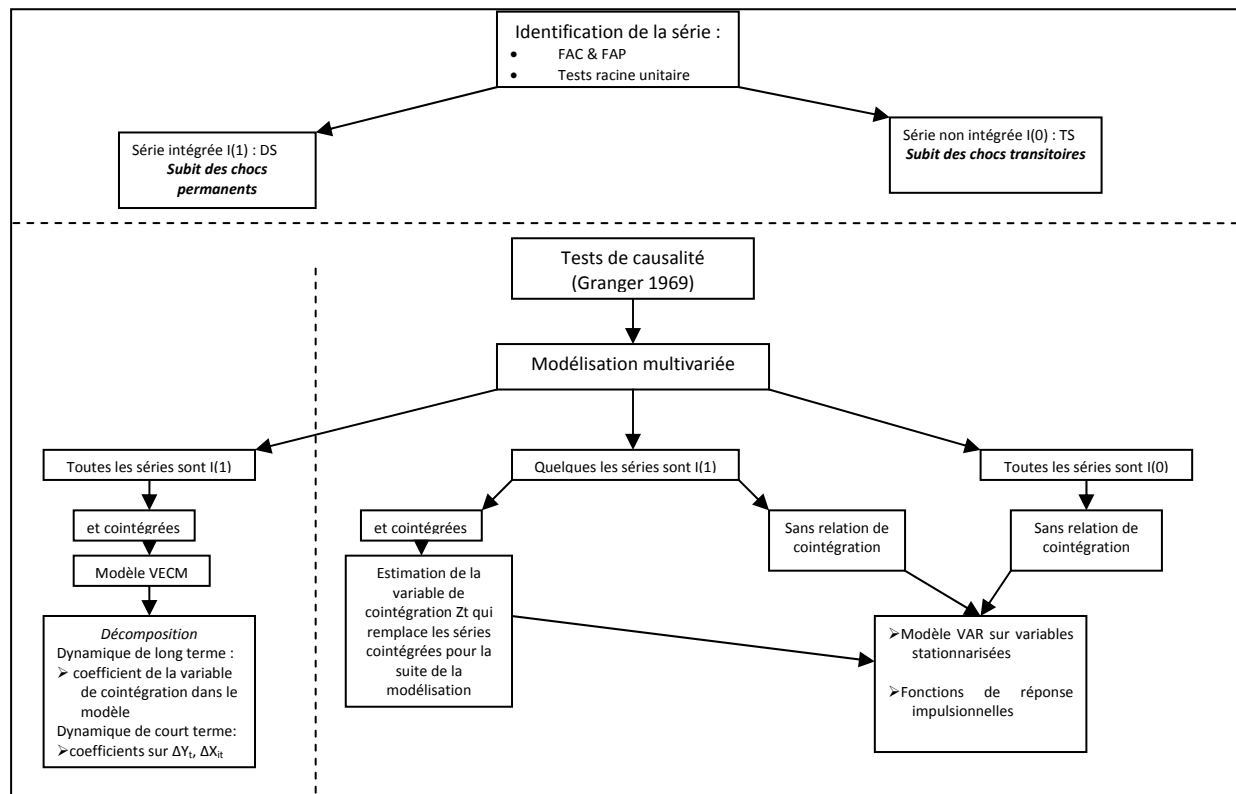 Identification de la série :
• FAC & FAP
• Tests racine unitaire
Série intégrée I(1) : DS
Subit des chocs
permanents
Série non intégrée I(0) : TS
Subit des chocs transitoires
Tests de causalité
(Granger 1969)
Modélisation multivariée
Toutes les séries sont I(1)
Quelques les séries sont I(1)
Toutes les séries sont I(0)
et cointégrées
Modèle VECM
Décomposition
Dynamique de long terme :
➢ coefficient de la variable
de cointégration dans le
modèle
Dynamique de court terme:
➢coefficients sur ΔYt, ΔXit
et cointégrées
Estimation de la
variable de
cointégration Zt qui
remplace les séries
cointégrées pour la
suite de la
modélisation
Sans relation de
cointégration
Sans relation de
cointégration
➢Modèle VAR sur variables
stationnarisées
➢Fonctions de réponse
impulsionnelles